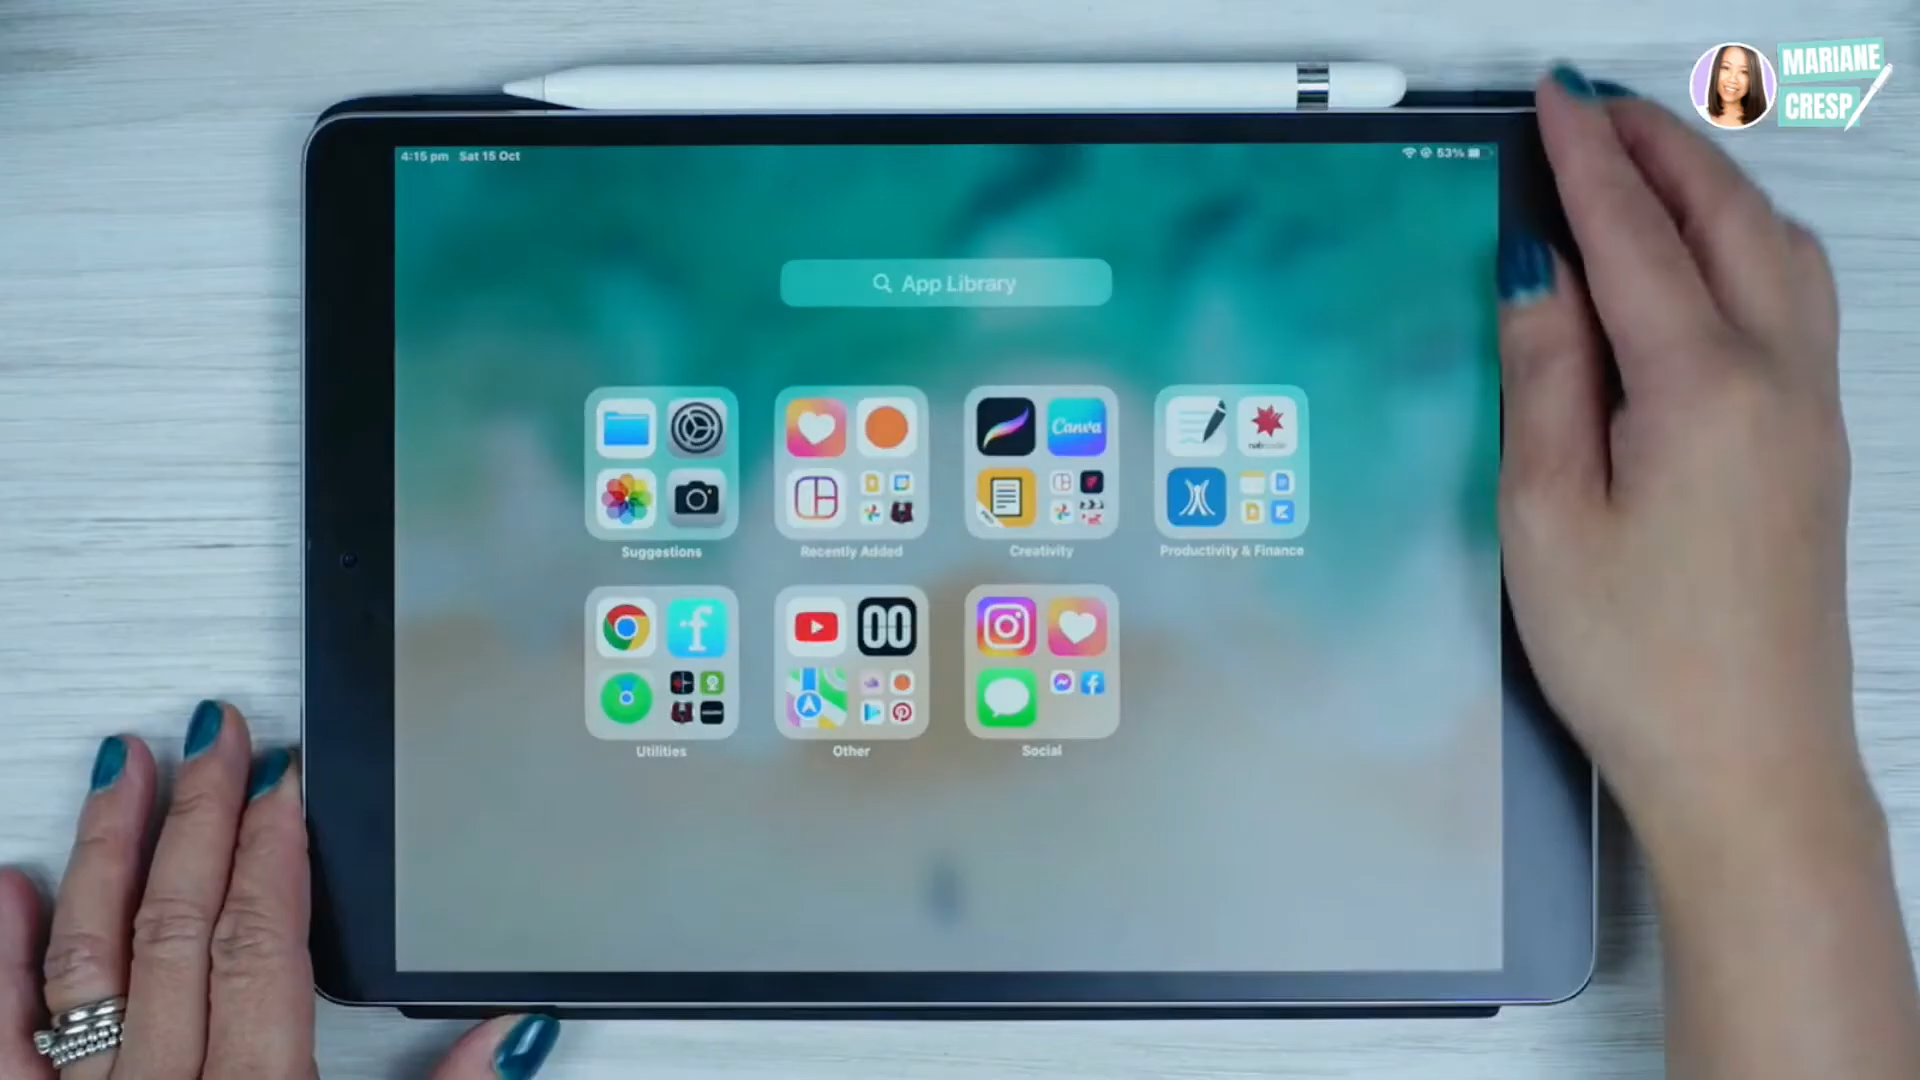 MARIANE
CRESP
4:15 pm Sat 15 Oct
53%
App Library
Canva
Suggestions
Recently Added
Creativity
Productivity & Finance
00
Utilities
Other
Social